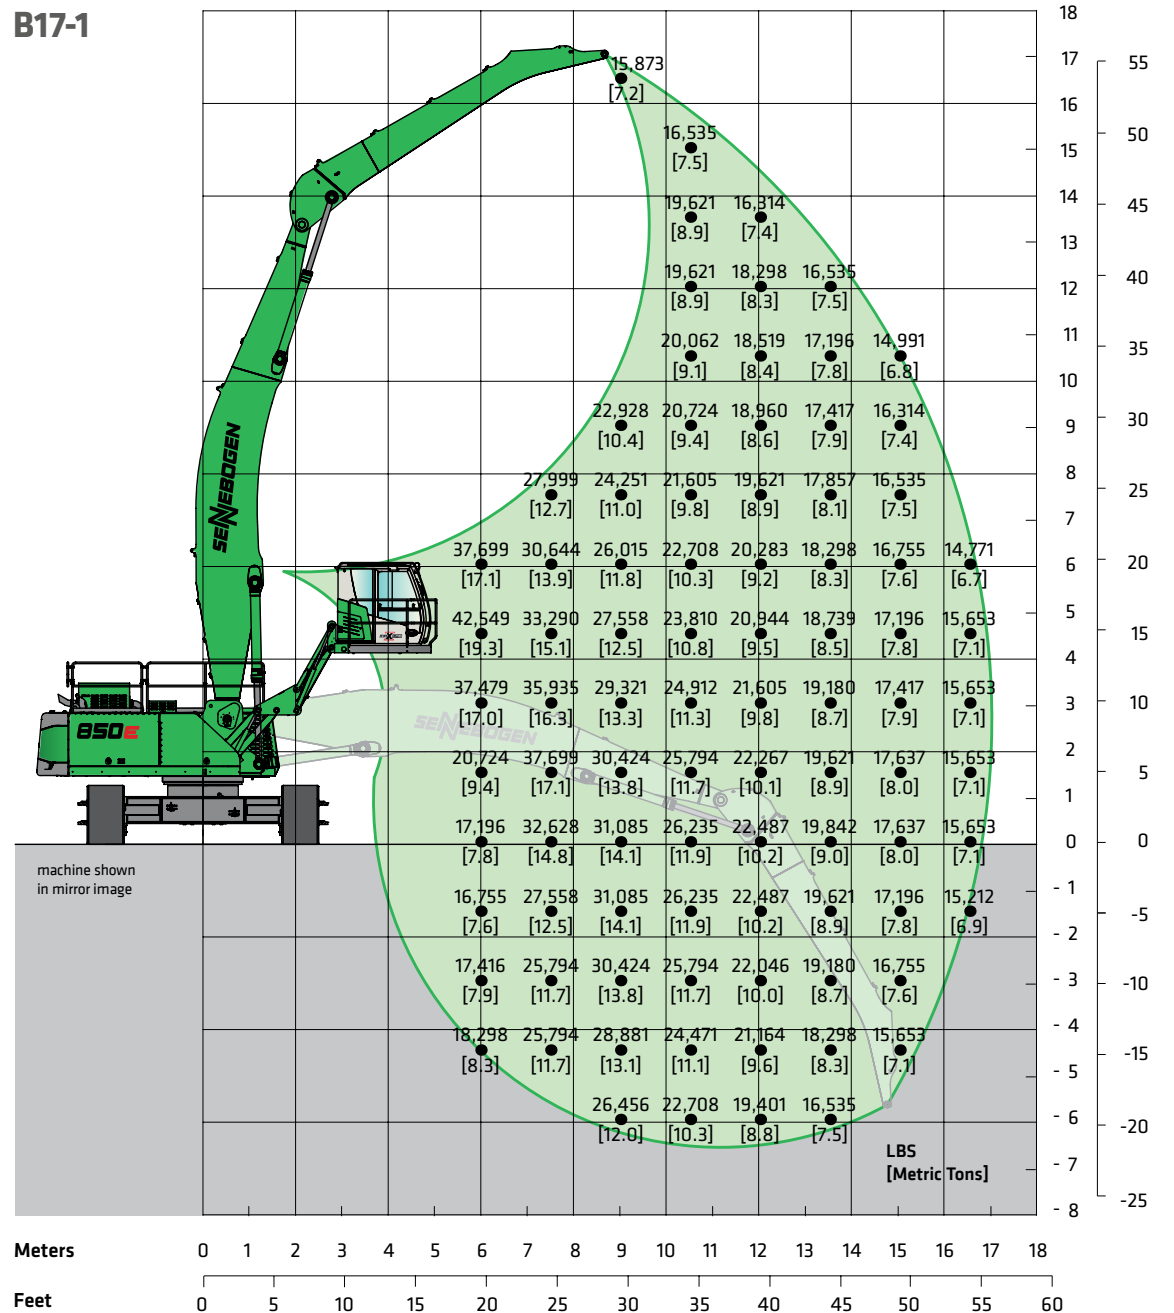 B17-1
18
17
55
15,873
[7.2]
16
16,535
50
[7.5]
15
14
19,621 16,314
45
[8.9] [7.4]
13
19,621 18,298 16,535
40
[8.9] [8.3] [7.5]
12
11
20,062 18,519 17,196 14,991
35
[9.1] [8.4] [7.8] [6.8]
10
22,928 20,724 18,960 17,417 16,314
9
30
[10.4] [9.4] [8.6] [7.9] [7.4]
8
SENNEBOGEN
27,999 24,251 21,605 19,621 17,857 16,535
25
[12.7] [11.0] [9.8] [8.9] [8.1] [7.5]
7
37,699 30,644 26,015 22,708 20,283 18,298 16,755 14,771
6
20
[17.1] [13.9] [11.8] [10.3] [9.2] [8.3] [7.6] [6.7]
5
42,549 33,290 27,558 23,810 20,944 18,739 17,196 15,653
15
[19.3] [15.1] [12.5] [10.8] [9.5] [8.5] [7.8] [7.1]
4
37,479 35,935 29,321 24,912 21,605 19,180 17,417 15,653
3
10
[17.0] [16.3] [13.3] [11.3] [9.8] [8.7] [7.9] [7.1]
SENNEBOGEN
850E
2
20,724 37,699 30,424 25,794 22,267 19,621 17,637 15,653
5
[9.4] [17.1] [13.8] [11.7] [10.1] [8.9] [8.0] [7.1]
1
17,196 32,628 31,085 26,235 22,487 19,842 17,637 15,653
0
0
[7.8] [14.8] [14.1] [11.9] [10.2] [9.0] [8.0] [7.1]
machine shown
in mirror image
- 1
16,755 27,558 31,085 26,235 22,487 19,621 17,196 15,212
-5
[7.6] [12.5] [14.1] [11.9] [10.2] [8.9] [7.8] [6.9]
- 2
17,416 25,794 30,424 25,794 22,046 19,180 16,755
- 3
-10
[7.9] [11.7] [13.8] [11.7] [10.0] [8.7] [7.6]
- 4
18,298 25,794 28,881 24,471 21,164 18,298 15,653
-15
[8.3] [11.7] [13.1] [11.1] [9.6] [8.3] [7.1]
- 5
26,456 22,708 19,401 16,535
- 6
-20
[12.0] [10.3] [8.8] [7.5]
LBS
[Metric Tons]
- 7
-25
- 8
Meters 0 1 2 3 4 5 6 7 8 9 10 11 12 13 14 15 16 17 18
Feet 0 5 10 15 20 25 30 35 40 45 50 55 60